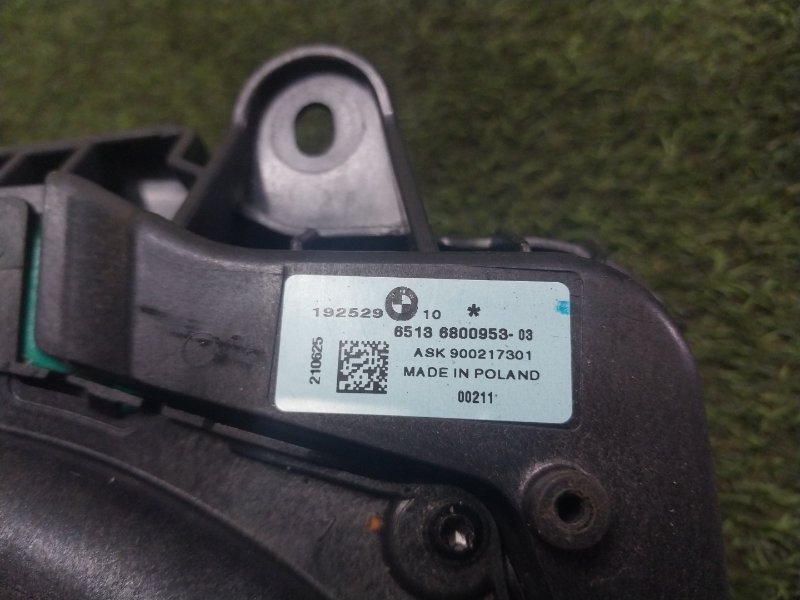 192529 10 *
6513 6800953-03
ASK 900217301
MADE IN POLAND
00211
210625